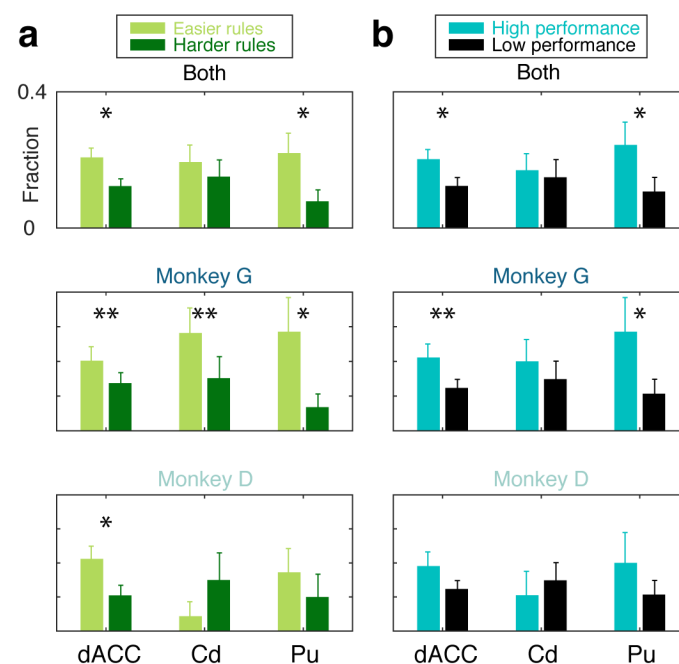 a
Easier rules
Harder rules
Both
0.4
Fraction
0
*
*
Monkey G
**
**
*
Monkey D
*
dACC Cd Pu
b
High performance
Low performance
Both
*
*
Monkey G
**
*
Monkey D
dACC Cd Pu